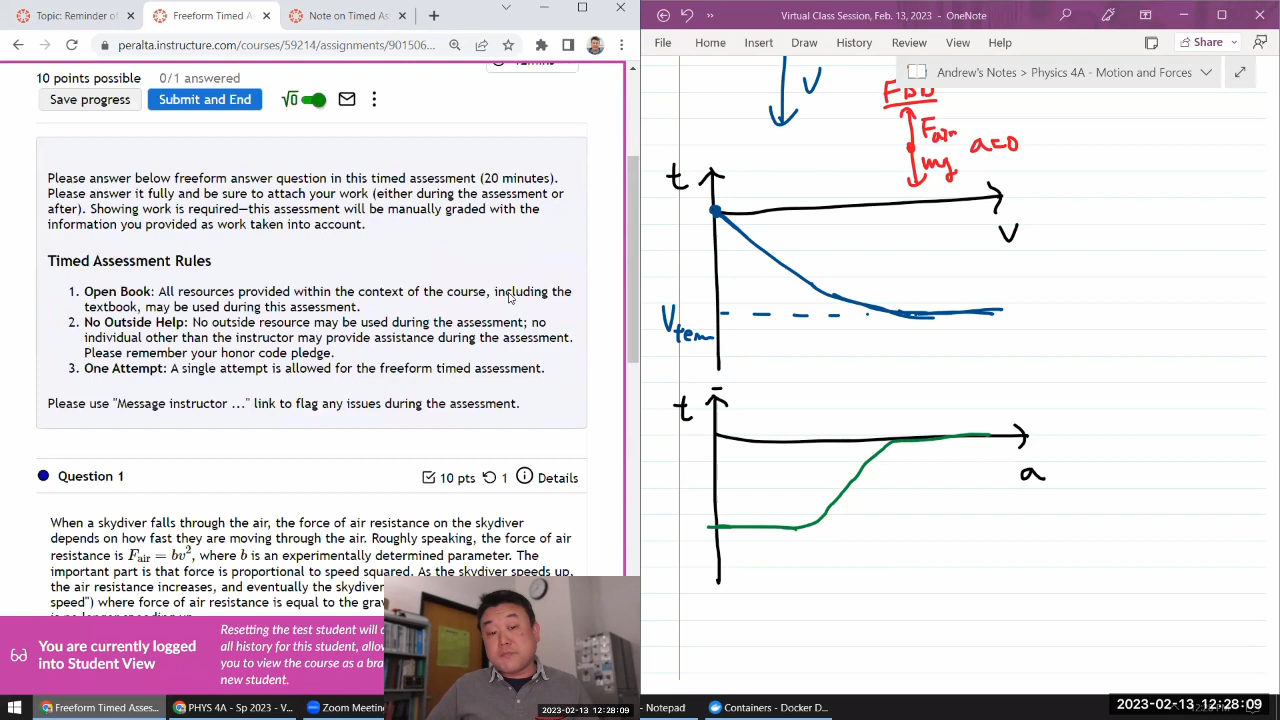 Topic: Reminder of
Freeform Timed Ass
Note on Timed Ass
peralta.instructure.com/courses/59214/assignments/901506...
10 points possible
0/1 answered
Save progress
Submit and End
√0
Please answer below freeform answer question in this timed assessment (20 minutes).
Please answer it fully and be sure to attach your work (either during the assessment or
after). Showing work is required—this assessment will be manually graded with the
information you provided as work taken into account.
Timed Assessment Rules
1. Open Book: All resources provided within the context of the course, including the
textbook, may be used during this assessment.
2. No Outside Help: No outside resource may be used during the assessment; no
individual other than the instructor may provide assistance during the assessment.
Please remember your honor code pledge.
3. One Attempt: A single attempt is allowed for the freeform timed assessment.
Please use "Message instructor ..." link to flag any issues during the assessment.
Question 1
10 pts
1
Details
When a skydiver falls through the air, the force of air resistance on the skydiver
depends on how fast they are moving through the air. Roughly speaking, the force of air
resistance is F_air = bv², where b is an experimentally determined parameter. The
important part is that force is proportional to speed squared. As the skydiver speeds up,
the air resistance increases, and eventually the skydiver
speed") where force of air resistance is equal to the grav
You are currently logged
into Student View
Resetting the test student will c
all history for this student, allow
you to view the course as a bra
new student.
Virtual Class Session, Feb. 13, 2023 - OneNote
File
Home
Insert
Draw
History
Review
View
Help
Share
Andrew's Notes > Physics 4A - Motion and Forces
V
FBD
Fair
a=0
mg
t
V
Vterm
t
a
Freeform Timed Asses...
PHYS 4A - Sp 2023 - V...
Zoom Meeting
- Notepad
Containers - Docker D...
2023-02-13 12:28:09
2023-02-13 12:28:09